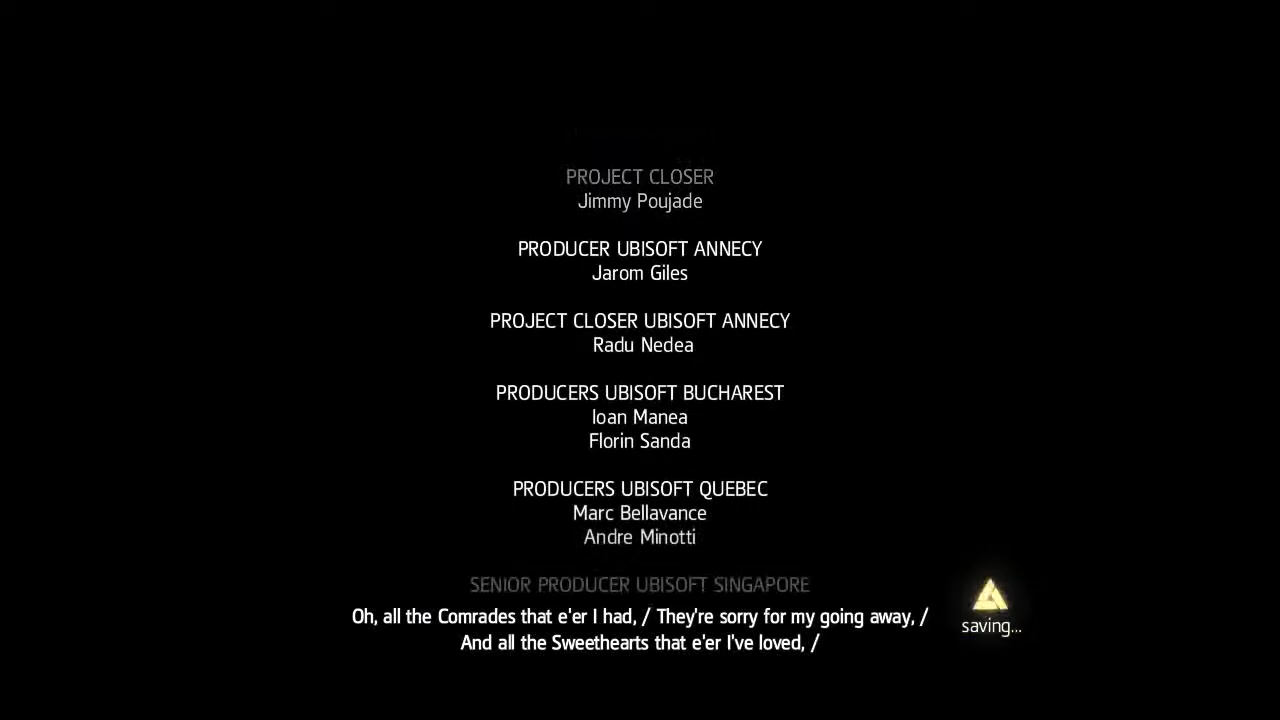 PROJECT CLOSER
Jimmy Poujade
PRODUCER UBISOFT ANNECY
Jarom Giles
PROJECT CLOSER UBISOFT ANNECY
Radu Nedea
PRODUCERS UBISOFT BUCHAREST
Ioan Manea
Florin Sanda
PRODUCERS UBISOFT QUEBEC
Marc Bellavance
Andre Minotti
SENIOR PRODUCER UBISOFT SINGAPORE
Oh, all the Comrades that e'er I had, / They're sorry for my going away, /
And all the Sweethearts that e'er I've loved, /
saving...